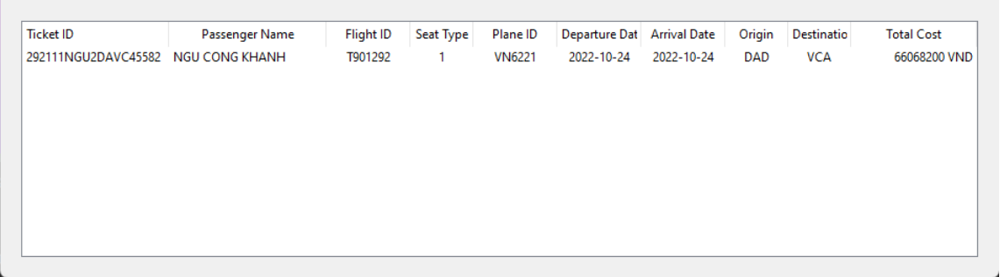 Ticket ID Passenger Name Flight ID Seat Type Plane ID Departure Dat Arrival Date Origin Destinatio Total Cost
292111NGU2DAVC45582 NGU CONG KHANH T901292 1 VN6221 2022-10-24 2022-10-24 DAD VCA 66068200 VND